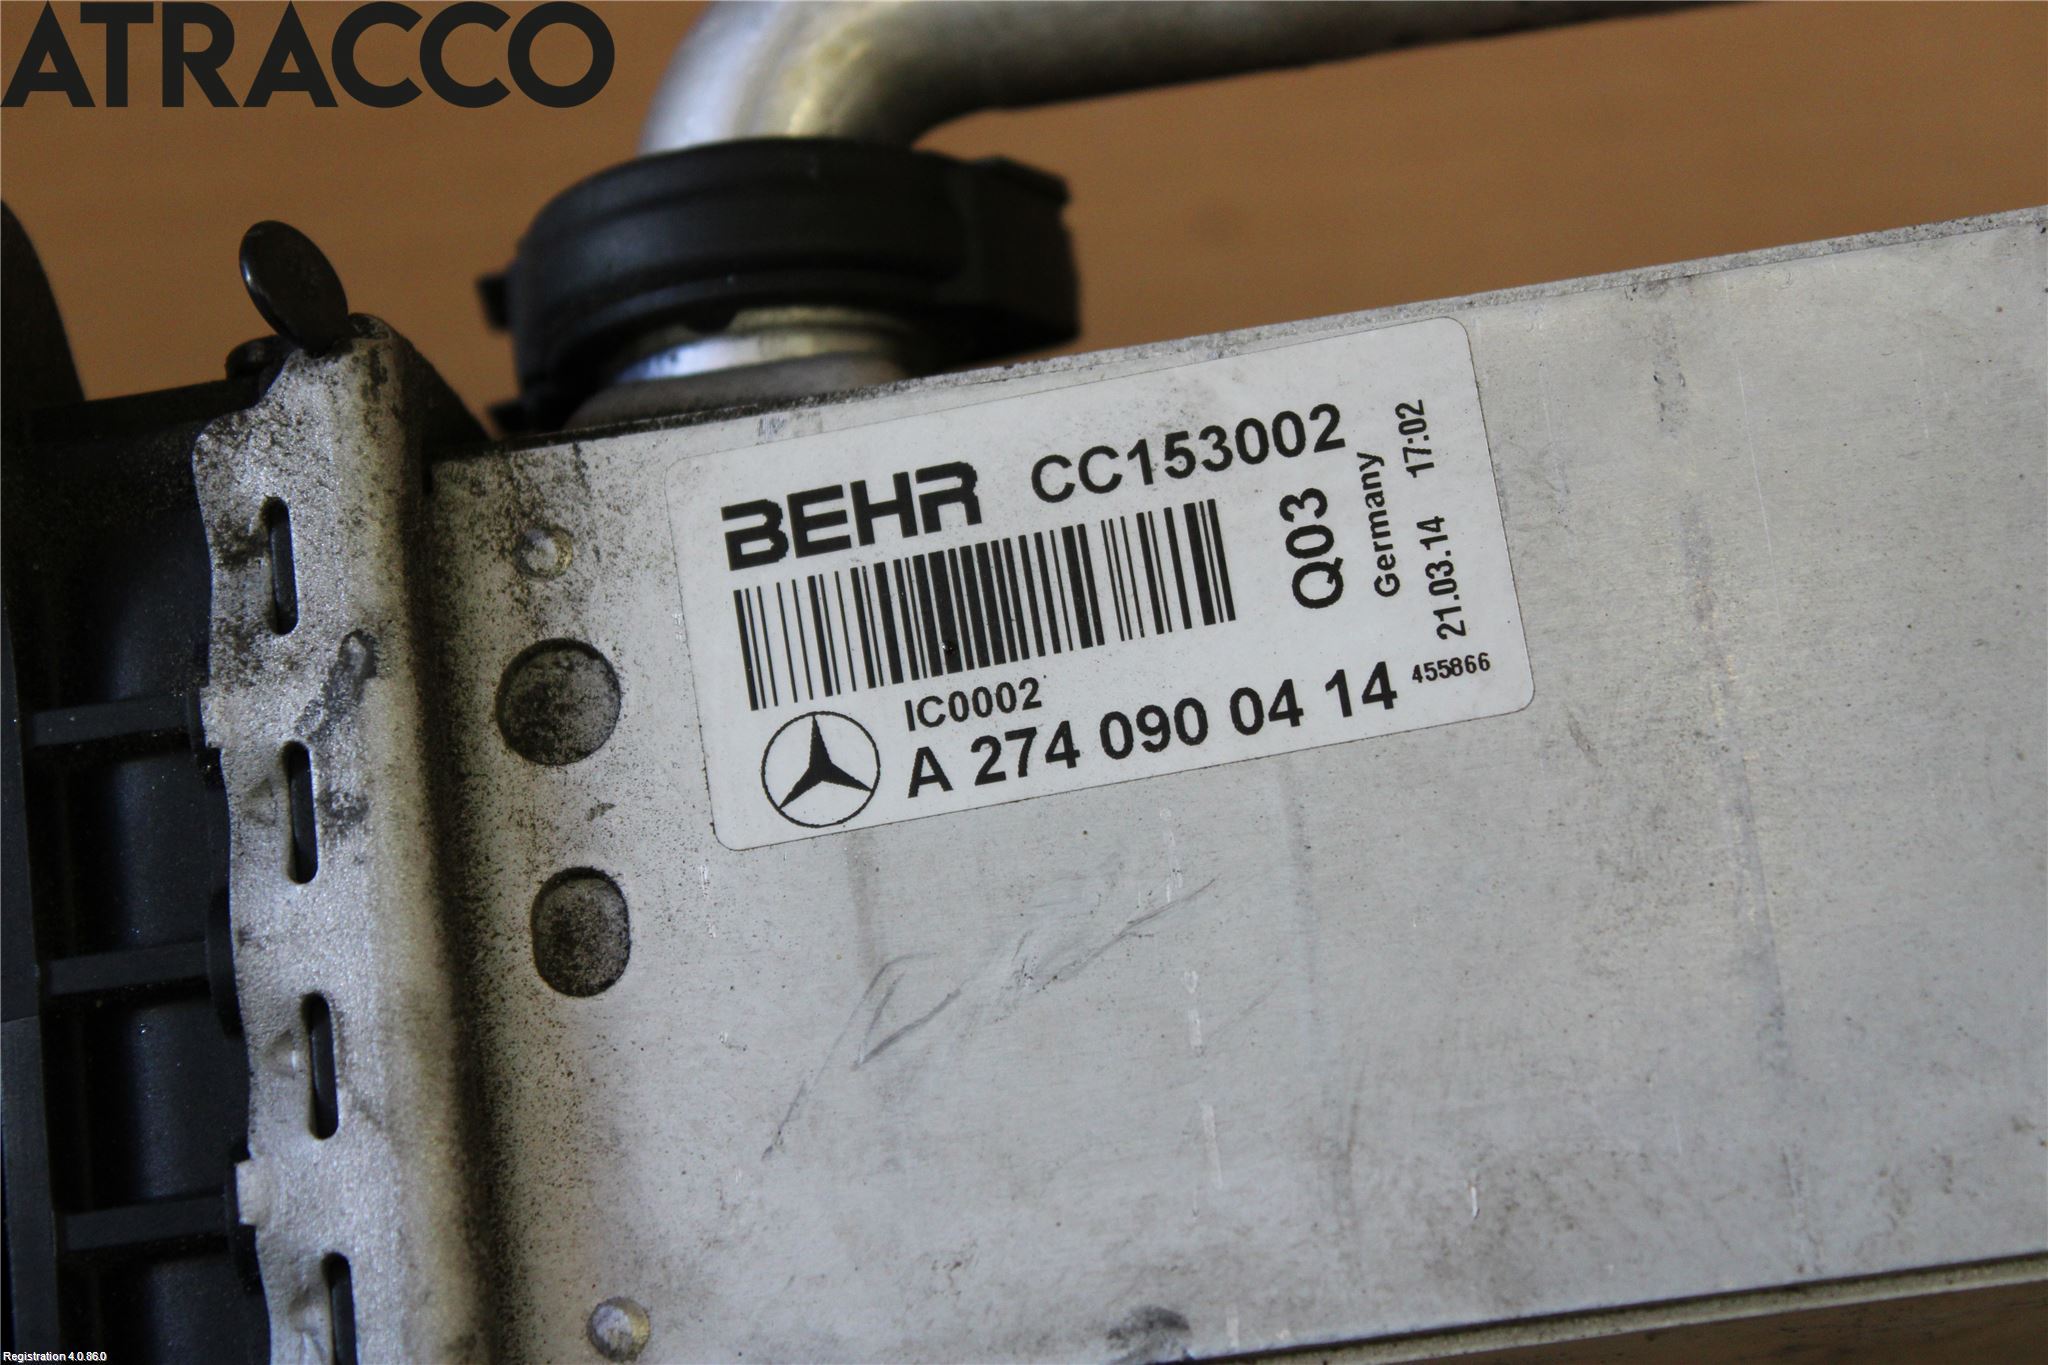 ATRACCO
BEHR CC153002
Q03
Germany
21.03.14 17:02
IC0002
A 274 090 04 14 455866
Registration 4.0.86.0